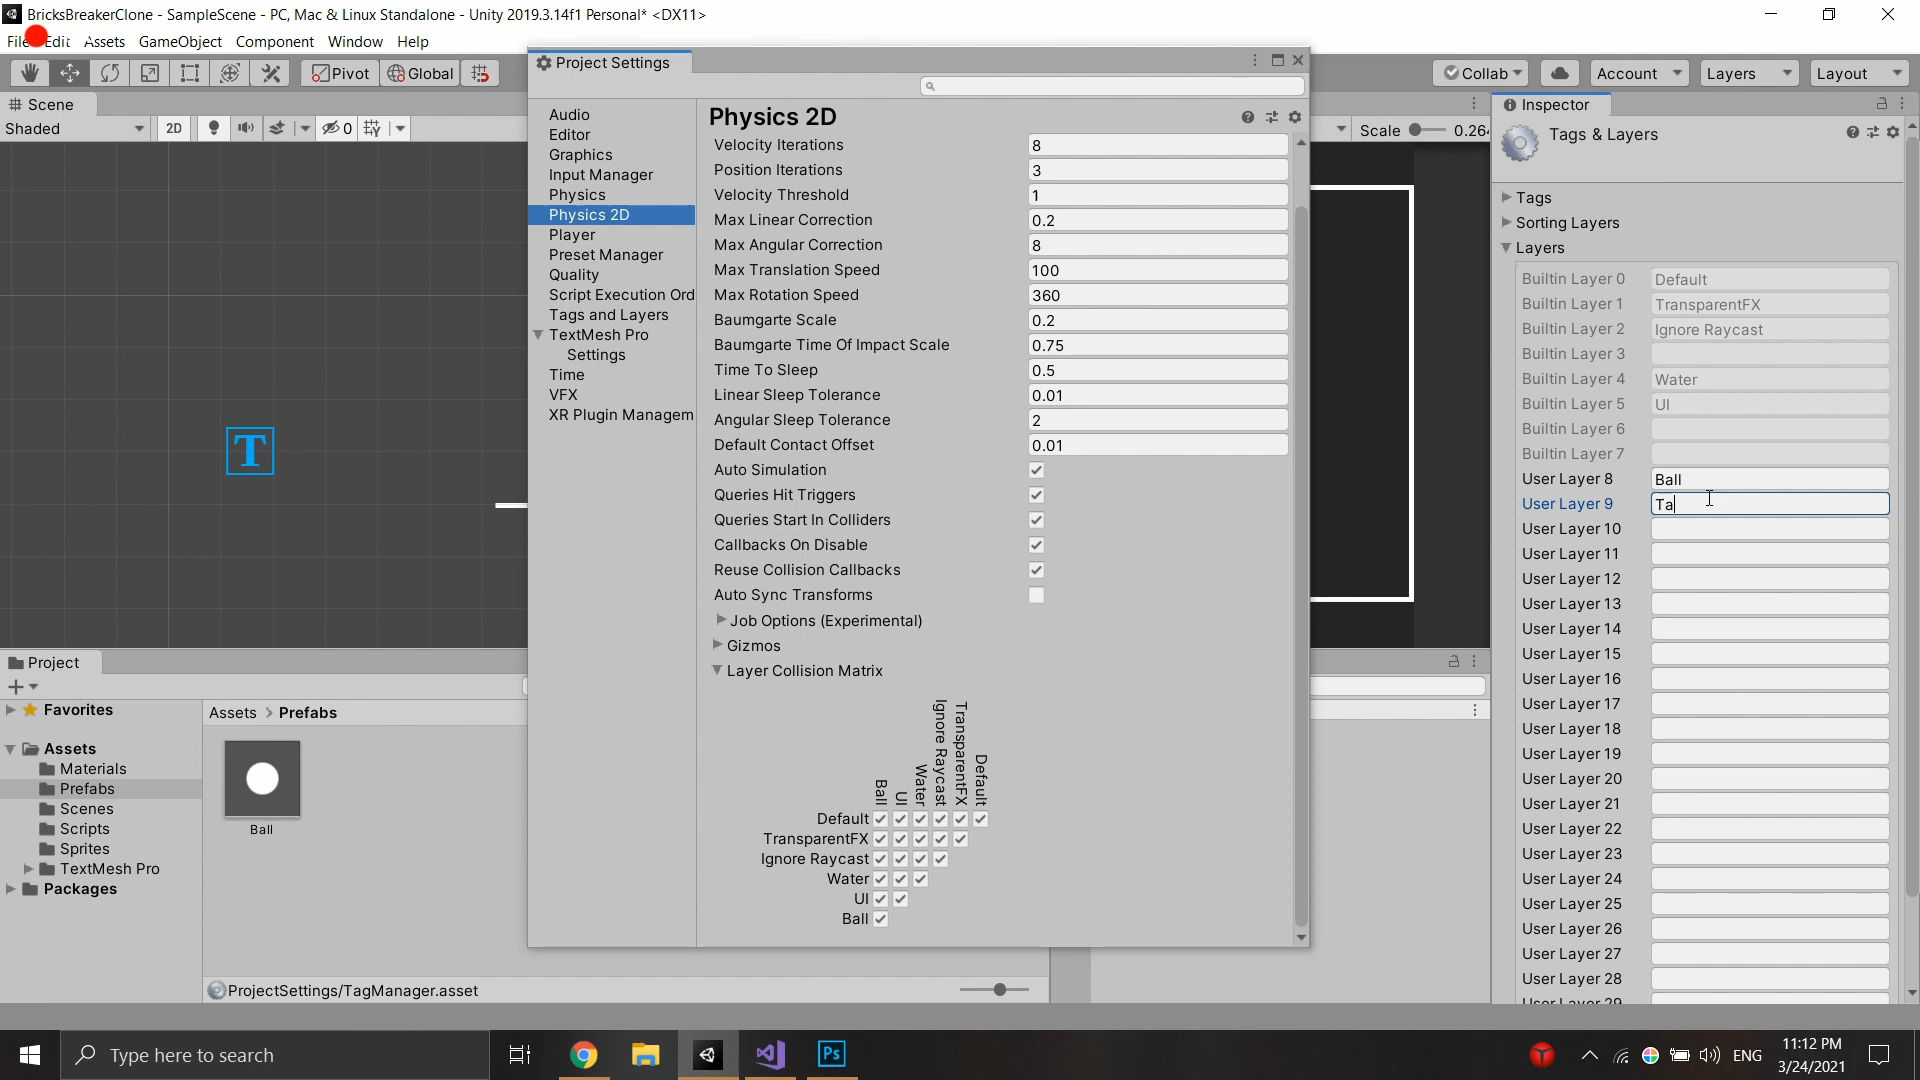 BricksBreakerClone - SampleScene - PC, Mac & Linux Standalone - Unity 2019.3.14f1 Personal* <DX11>
File Edit Assets GameObject Component Window Help
Pivot Global
Collab Account Layers Layout
Scene
Shaded 2D 0
Scale 0.26
T
Project Settings
Audio
Editor
Graphics
Input Manager
Physics
Physics 2D
Player
Preset Manager
Quality
Script Execution Ord
Tags and Layers
TextMesh Pro
Settings
Time
VFX
XR Plugin Managem
Physics 2D
Velocity Iterations 8
Position Iterations 3
Velocity Threshold 1
Max Linear Correction 0.2
Max Angular Correction 8
Max Translation Speed 100
Max Rotation Speed 360
Baumgarte Scale 0.2
Baumgarte Time Of Impact Scale 0.75
Time To Sleep 0.5
Linear Sleep Tolerance 0.01
Angular Sleep Tolerance 2
Default Contact Offset 0.01
Auto Simulation
Queries Hit Triggers
Queries Start In Colliders
Callbacks On Disable
Reuse Collision Callbacks
Auto Sync Transforms
Job Options (Experimental)
Gizmos
Layer Collision Matrix
Ball UI Water Ignore Raycast TransparentFX Default
Default
TransparentFX
Ignore Raycast
Water
UI
Ball
Inspector
Tags & Layers
Tags
Sorting Layers
Layers
Builtin Layer 0 Default
Builtin Layer 1 TransparentFX
Builtin Layer 2 Ignore Raycast
Builtin Layer 3
Builtin Layer 4 Water
Builtin Layer 5 UI
Builtin Layer 6
Builtin Layer 7
User Layer 8 Ball
User Layer 9 Ta
User Layer 10
User Layer 11
User Layer 12
User Layer 13
User Layer 14
User Layer 15
User Layer 16
User Layer 17
User Layer 18
User Layer 19
User Layer 20
User Layer 21
User Layer 22
User Layer 23
User Layer 24
User Layer 25
User Layer 26
User Layer 27
User Layer 28
User Layer 29
Project
Favorites
Assets
Materials
Prefabs
Scenes
Scripts
Sprites
TextMesh Pro
Packages
Assets > Prefabs
Ball
ProjectSettings/TagManager.asset
Type here to search
Ps
ENG
11:12 PM
3/24/2021